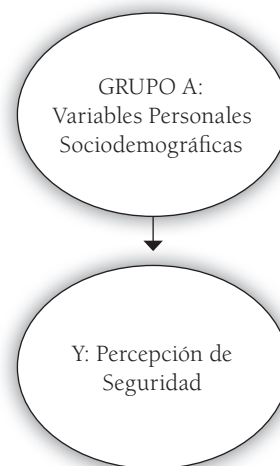 GRUPO A:
Variables Personales
Sociodemográficas
Y: Percepción de
Seguridad